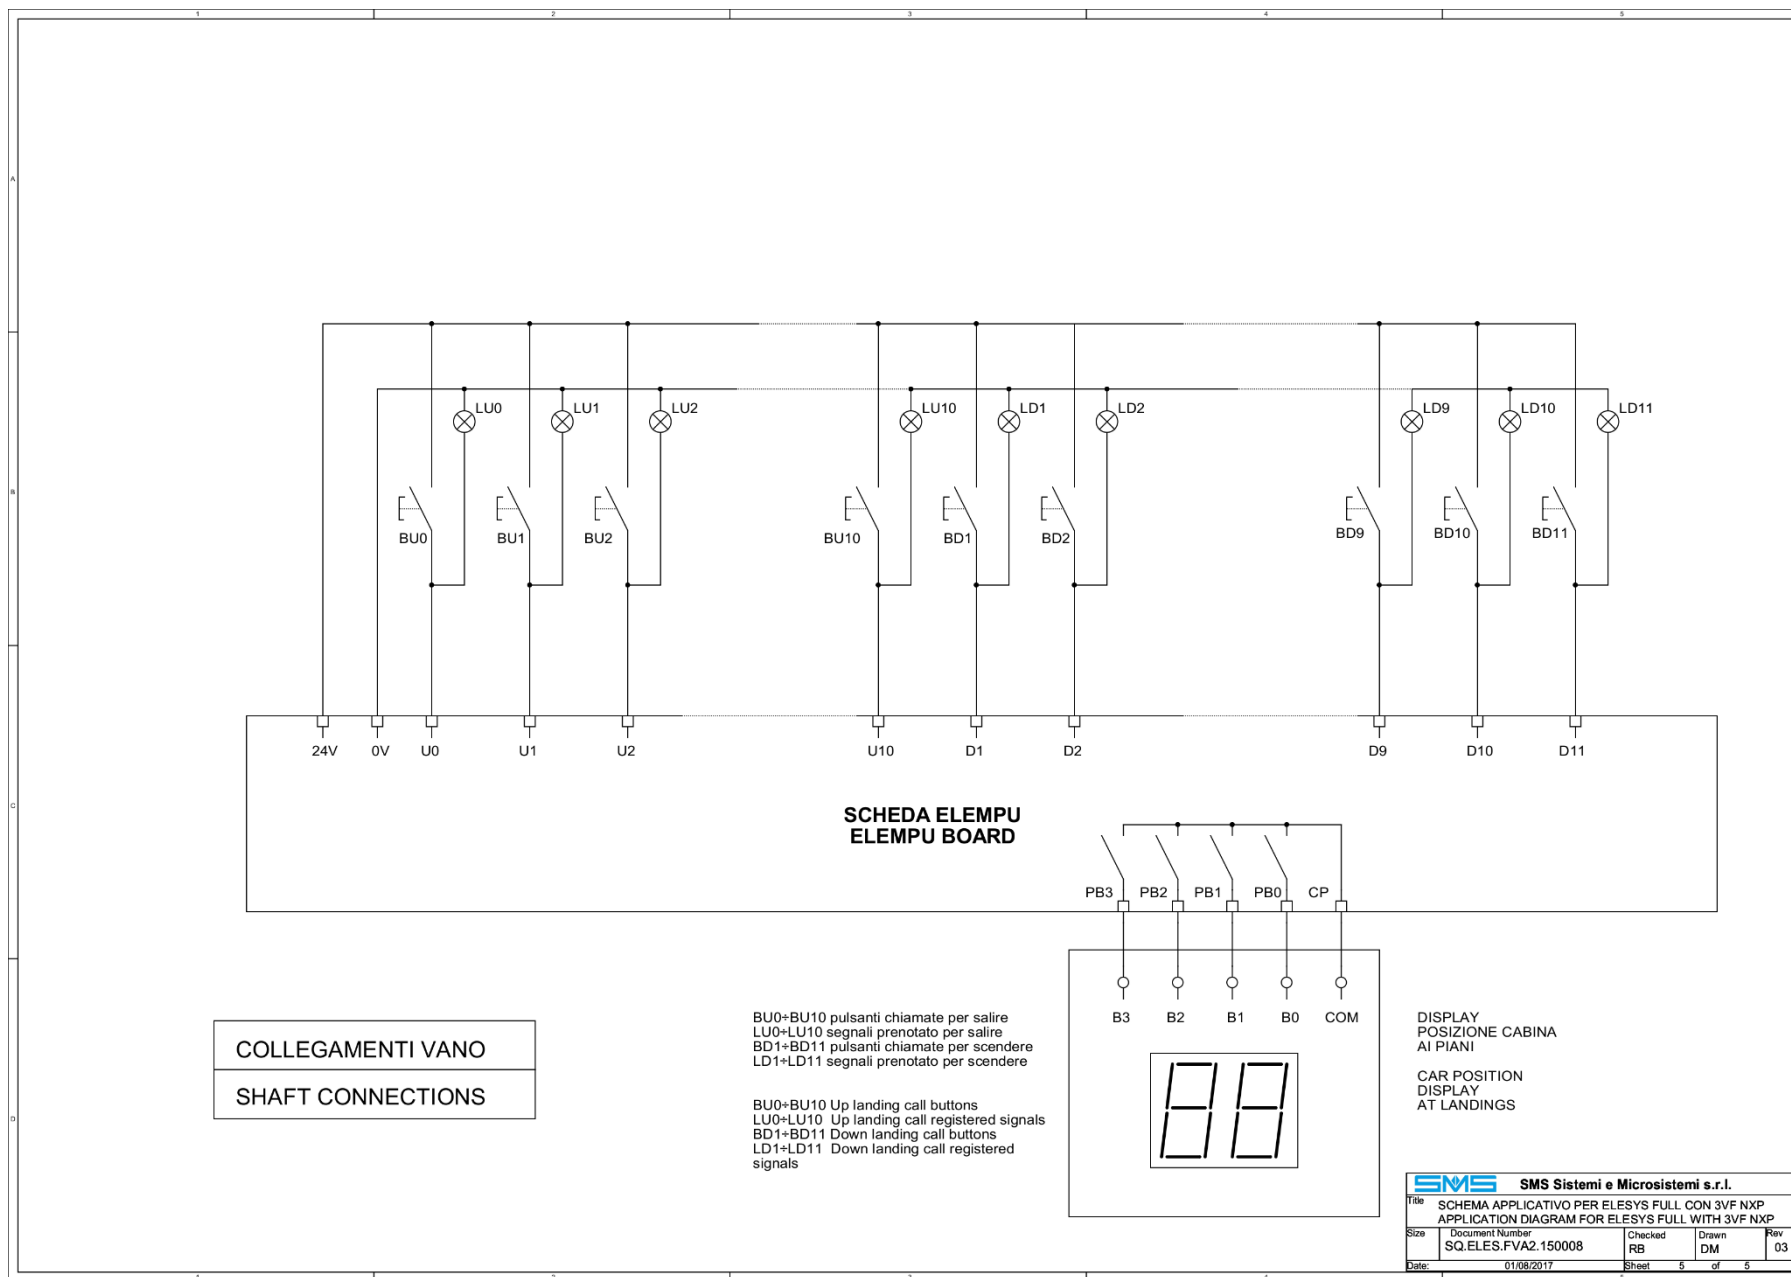 1 2 3 4 5
A
LU0 LU1 LU2 LU10 LD1 LD2 LD9 LD10 LD11
B
BU0 BU1 BU2 BU10 BD1 BD2 BD9 BD10 BD11
24V 0V U0 U1 U2 U10 D1 D2 D9 D10 D11
C
SCHEDA ELEMPU
ELEMPU BOARD
PB3 PB2 PB1 PB0 CP
B3 B2 B1 B0 COM
COLLEGAMENTI VANO
SHAFT CONNECTIONS
BU0÷BU10 pulsanti chiamate per salire
LU0÷LU10 segnali prenotato per salire
BD1÷BD11 pulsanti chiamate per scendere
LD1÷LD11 segnali prenotato per scendere
BU0÷BU10 Up landing call buttons
LU0÷LU10 Up landing call registered signals
BD1÷BD11 Down landing call buttons
LD1÷LD11 Down landing call registered
signals
DISPLAY
POSIZIONE CABINA
AI PIANI
CAR POSITION
DISPLAY
AT LANDINGS
D
88
SMS SMS Sistemi e Microsistemi s.r.l.
Title SCHEMA APPLICATIVO PER ELESYS FULL CON 3VF NXP
APPLICATION DIAGRAM FOR ELESYS FULL WITH 3VF NXP
Size Document Number Checked Drawn Rev
SQ.ELES.FVA2.150008 RB DM 03
Date: 01/08/2017 Sheet 5 of 5